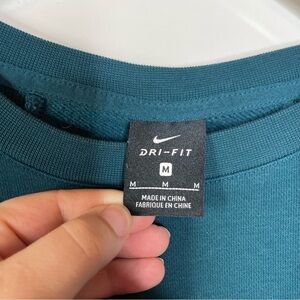 DRI-FIT
M
M M M
MADE IN CHINA
FABRIQUÉ EN CHINE